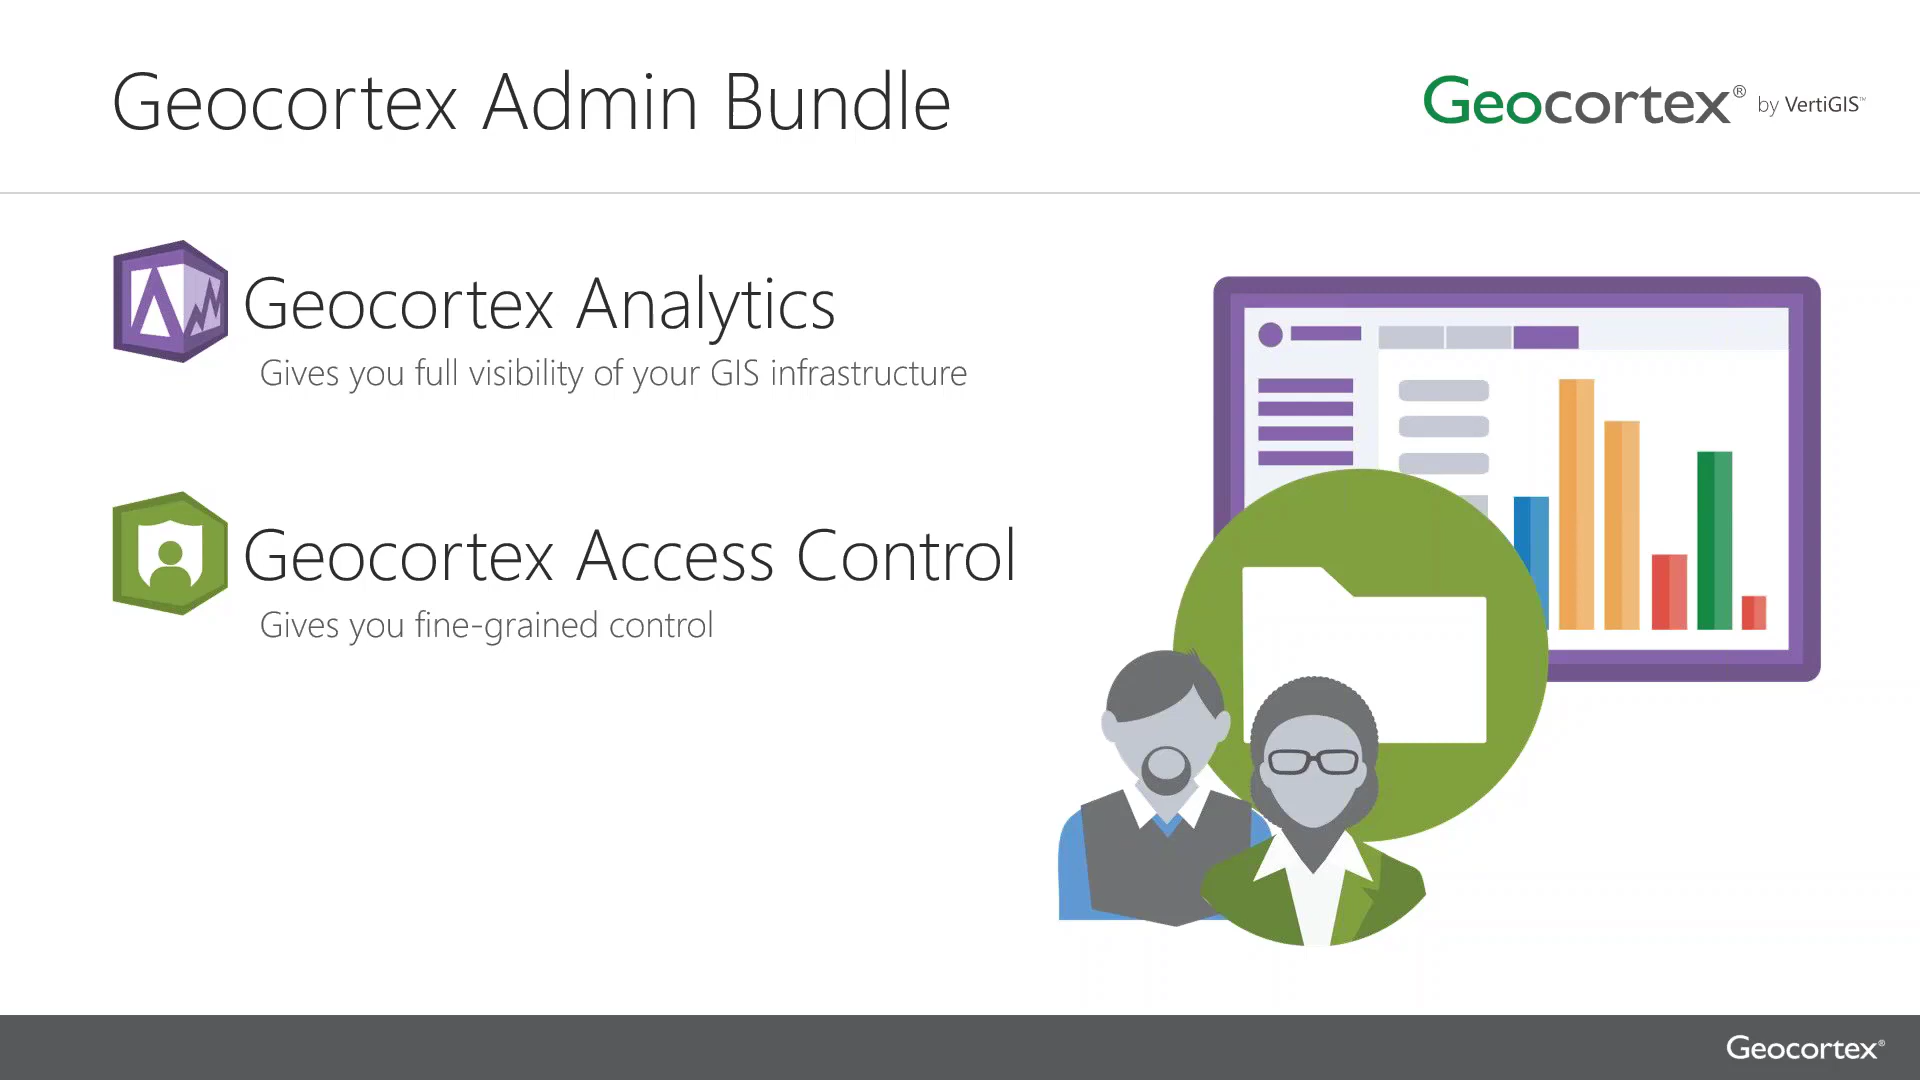 Geocortex Admin Bundle
Geocortex® by VertiGIS™
Geocortex Analytics
Gives you full visibility of your GIS infrastructure
Geocortex Access Control
Gives you fine-grained control
Geocortex®